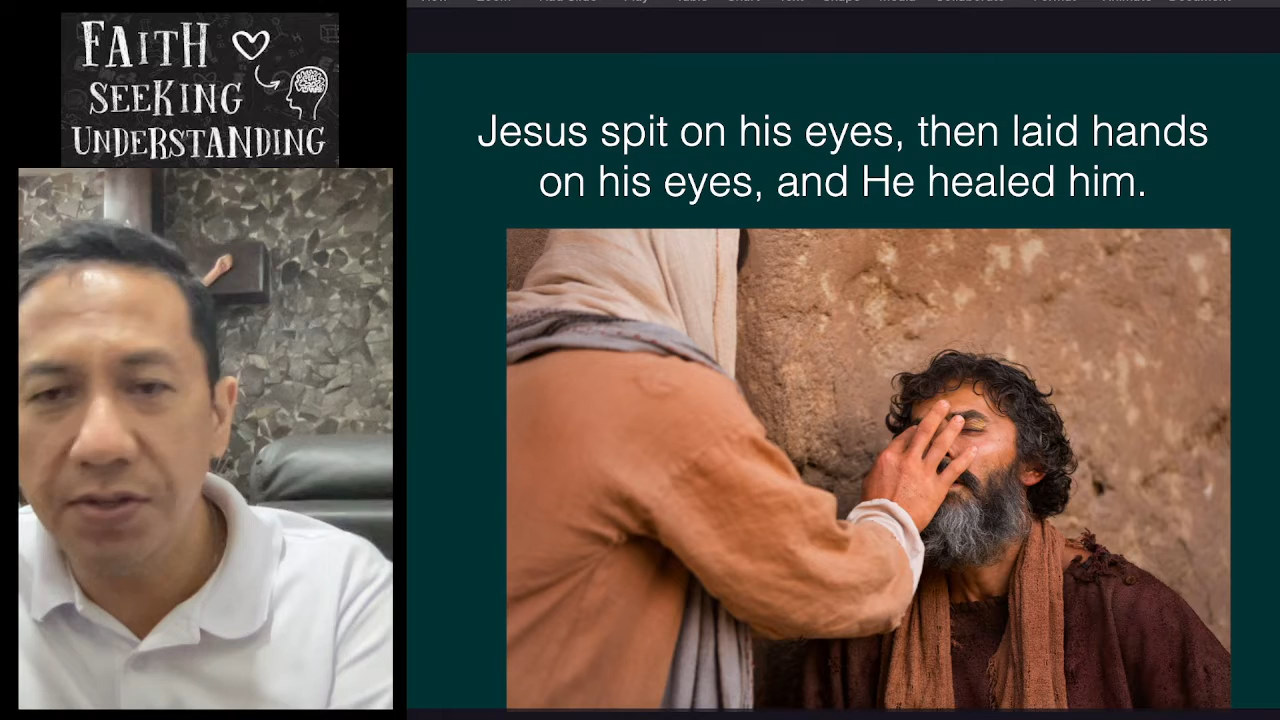 FAITH
SEEKING
UNDERSTANDING
Jesus spit on his eyes, then laid hands
on his eyes, and He healed him.